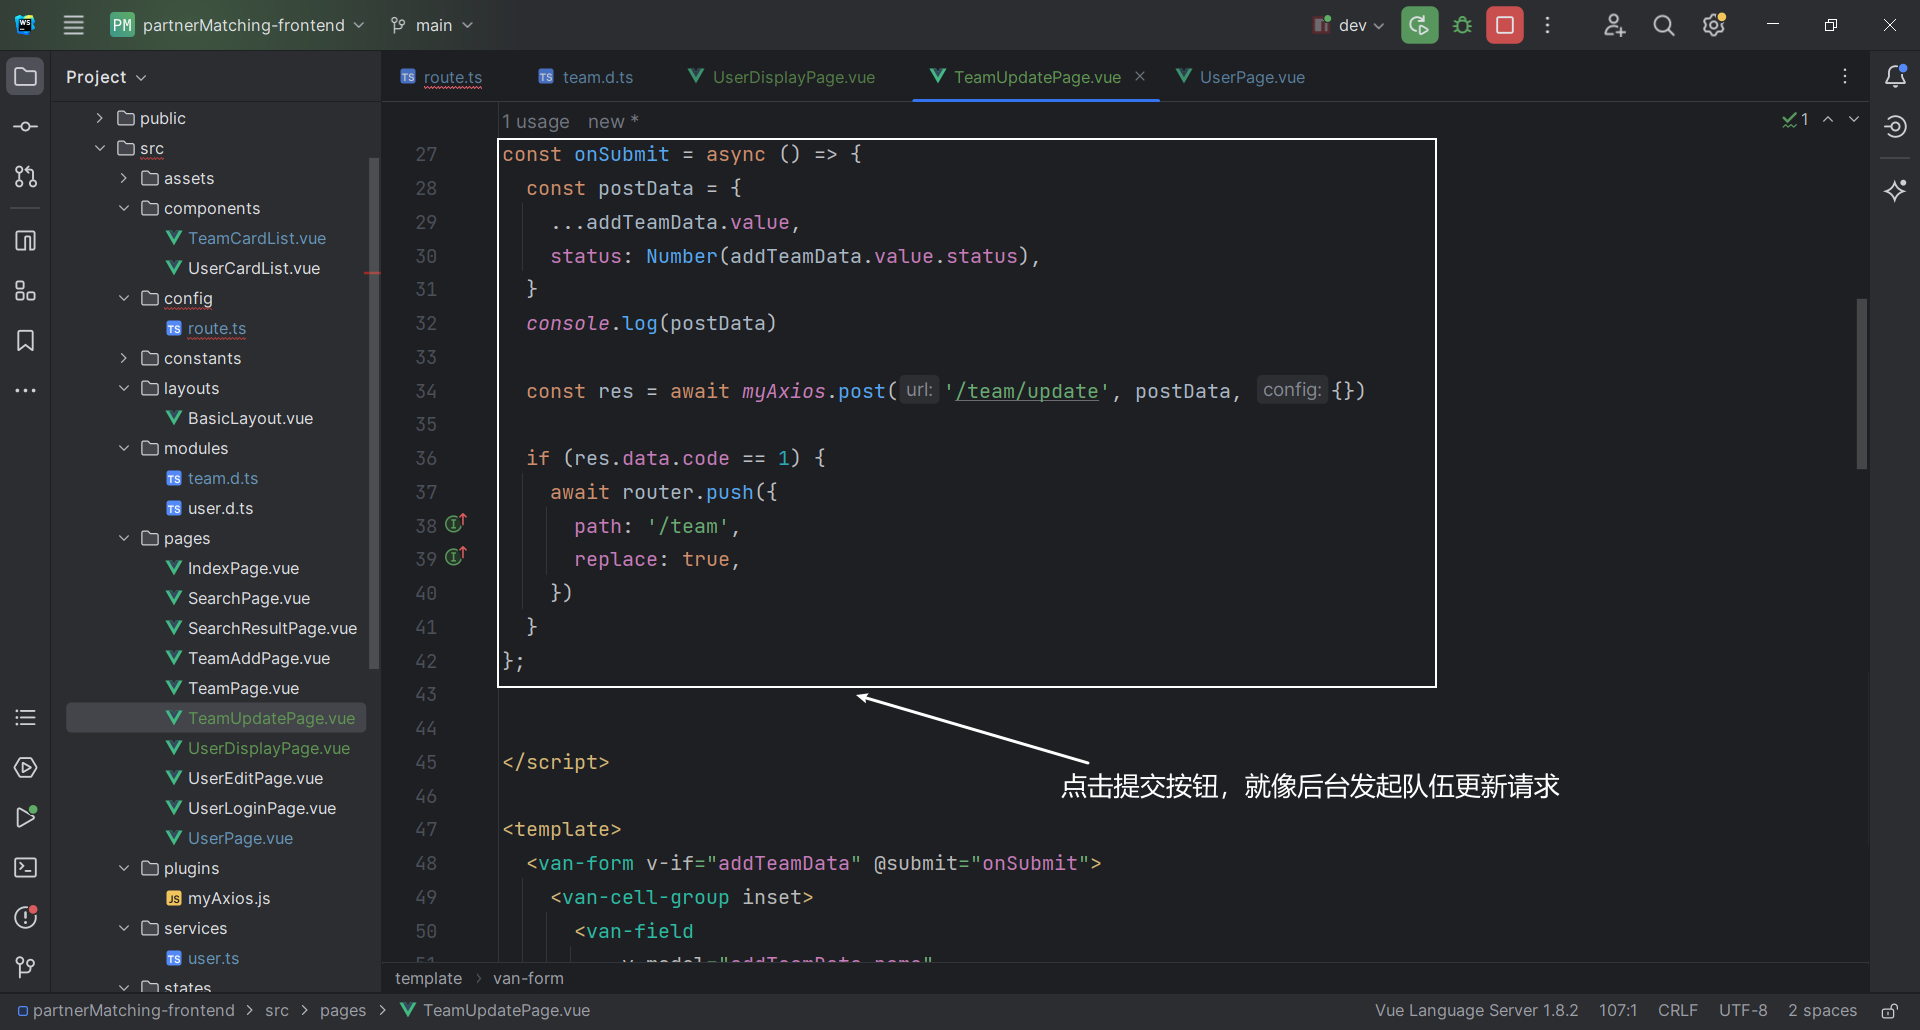 PM partnerMatching-frontend main dev
Project
route.ts team.d.ts UserDisplayPage.vue TeamUpdatePage.vue UserPage.vue
public
src
assets
components
TeamCardList.vue
UserCardList.vue
config
route.ts
constants
layouts
BasicLayout.vue
modules
team.d.ts
user.d.ts
pages
IndexPage.vue
SearchPage.vue
SearchResultPage.vue
TeamAddPage.vue
TeamPage.vue
TeamUpdatePage.vue
UserDisplayPage.vue
UserEditPage.vue
UserLoginPage.vue
UserPage.vue
plugins
myAxios.js
services
user.ts
states
1 usage new *
1
27 const onSubmit = async () => {
28 const postData = {
29 ...addTeamData.value,
30 status: Number(addTeamData.value.status),
31 }
32 console.log(postData)
33
34 const res = await myAxios.post( url: '/team/update', postData, config: {})
35
36 if (res.data.code == 1) {
37 await router.push({
38 path: '/team',
39 replace: true,
40 })
41 }
42 };
43
44
45 </script>
46
47 <template>
48 <van-form v-if="addTeamData" @submit="onSubmit">
49 <van-cell-group inset>
50 <van-field
51 v-model="addTeamData.name"
点击提交按钮，就像后台发起队伍更新请求
template › van-form
partnerMatching-frontend > src > pages > TeamUpdatePage.vue
Vue Language Server 1.8.2 107:1 CRLF UTF-8 2 spaces